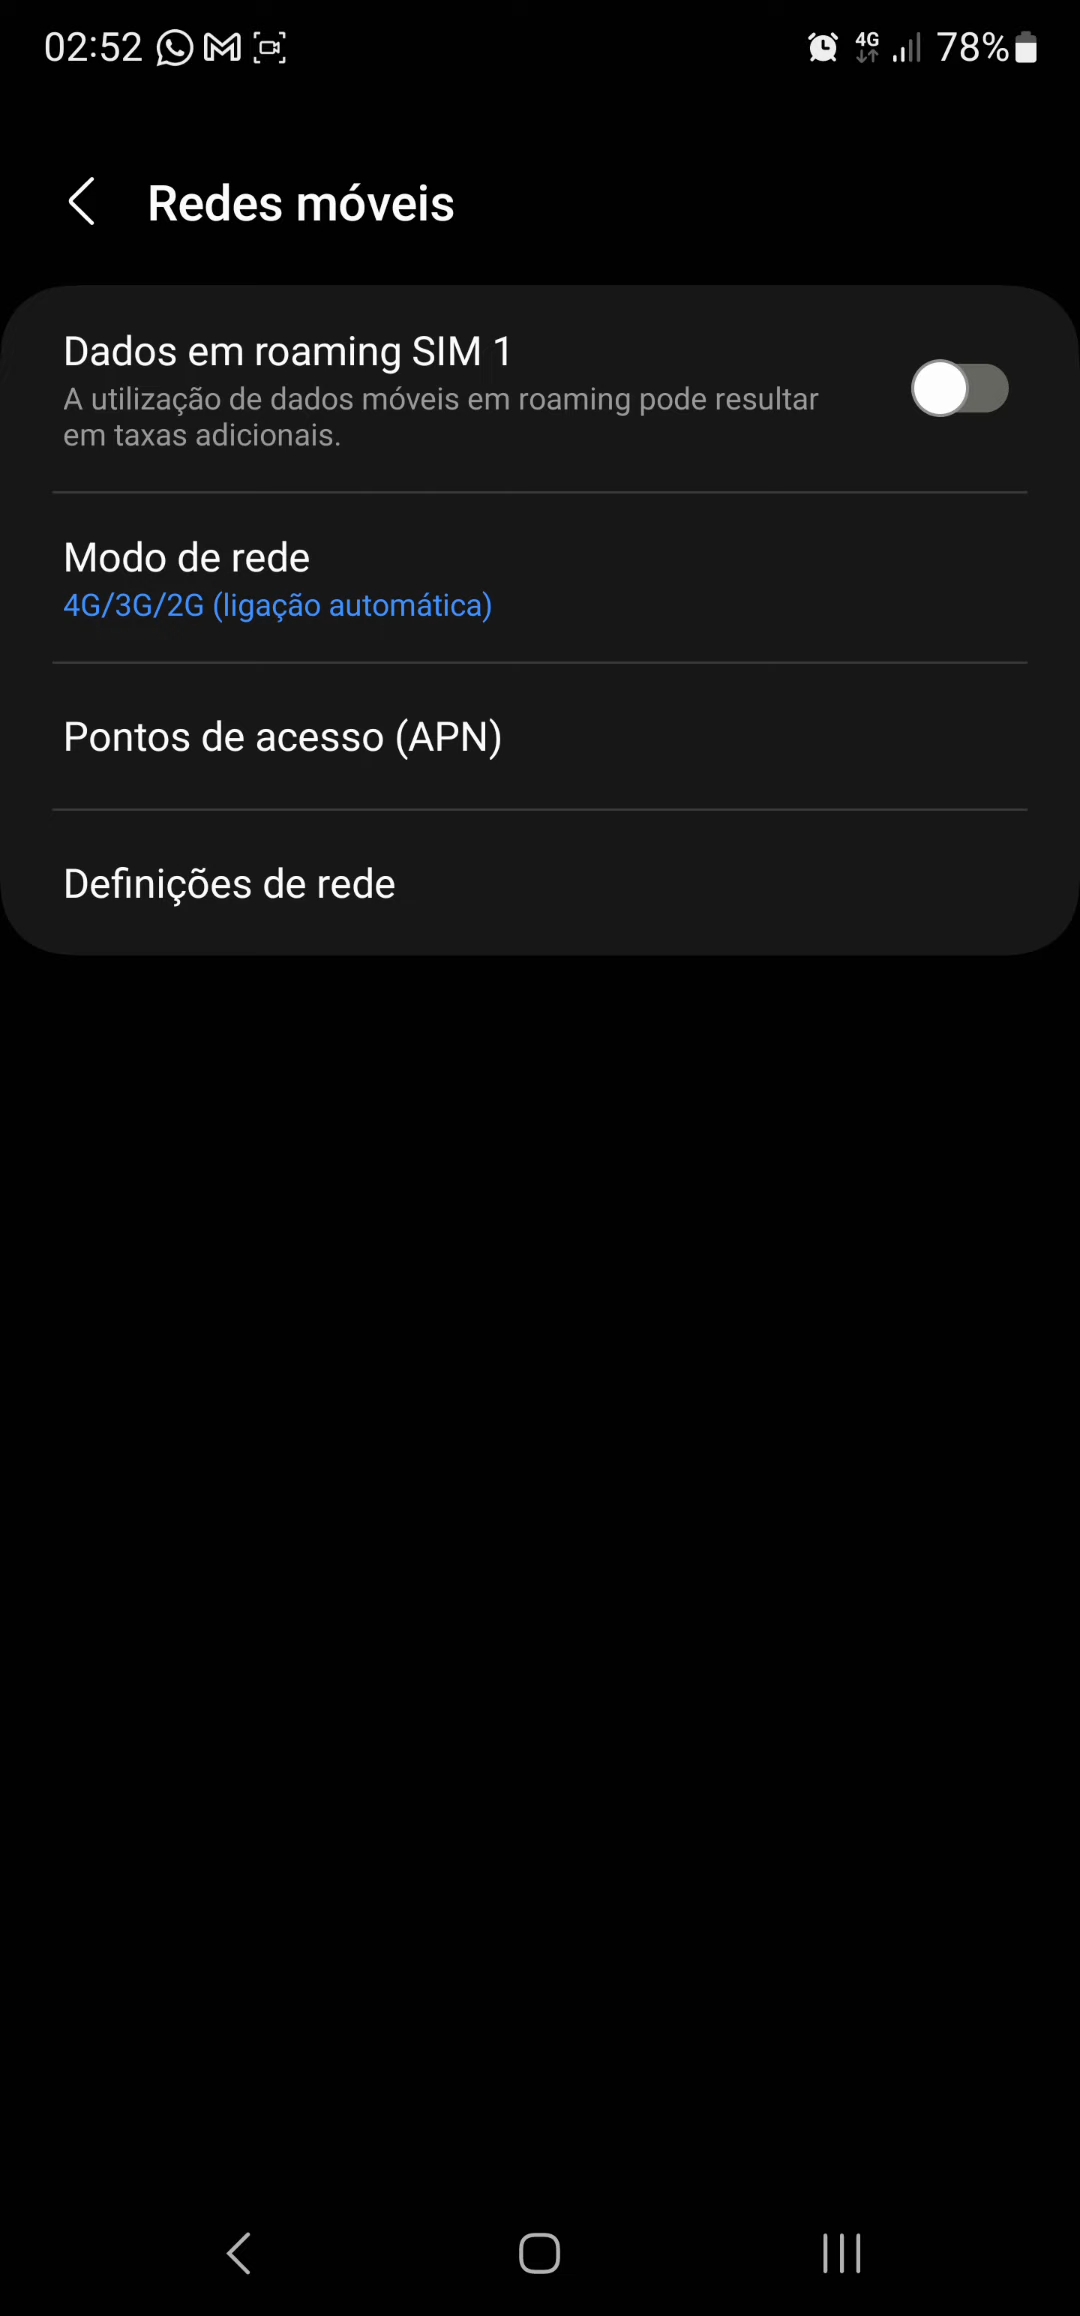 02:52
4G
78%
Redes móveis
Dados em roaming SIM 1
A utilização de dados móveis em roaming pode resultar
em taxas adicionais.
Modo de rede
4G/3G/2G (ligação automática)
Pontos de acesso (APN)
Definições de rede